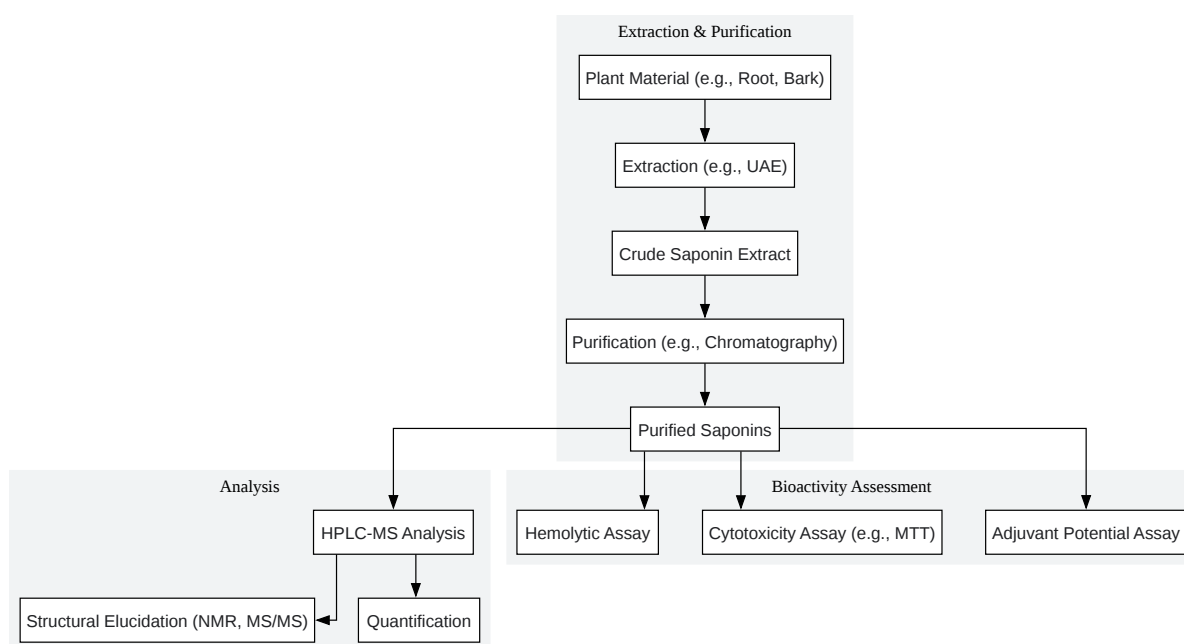 Extraction & Purification
Plant Material (e.g., Root, Bark)
Extraction (e.g., UAE)
Crude Saponin Extract
Purification (e.g., Chromatography)
Purified Saponins
Analysis
HPLC-MS Analysis
Structural Elucidation (NMR, MS/MS)
Quantification
Bioactivity Assessment
Hemolytic Assay
Cytotoxicity Assay (e.g., MTT)
Adjuvant Potential Assay